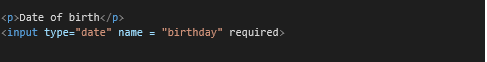 <p>Date of birth</p>
<input type="date" name = "birthday" required>